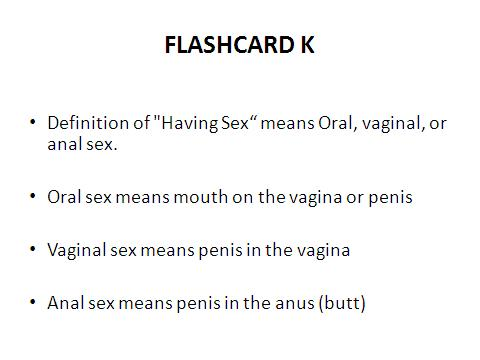 FLASHCARD K
• Definition of "Having Sex“ means Oral, vaginal, or
anal sex.
• Oral sex means mouth on the vagina or penis
• Vaginal sex means penis in the vagina
• Anal sex means penis in the anus (butt)